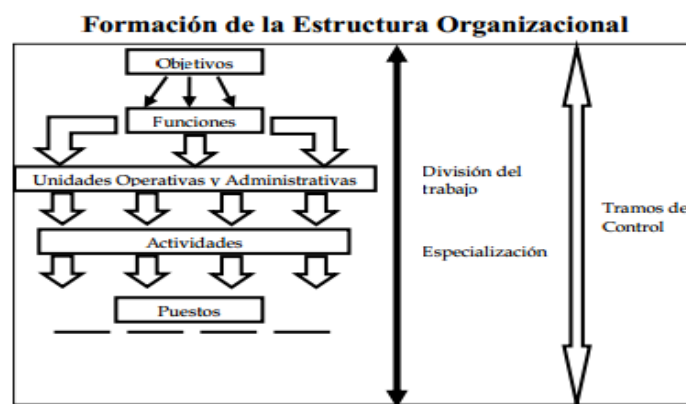 Formación de la Estructura Organizacional
Objetivos
Funciones
Unidades Operativas y Administrativas
Actividades
Puestos
División del
trabajo
Especialización
Tramos de
Control